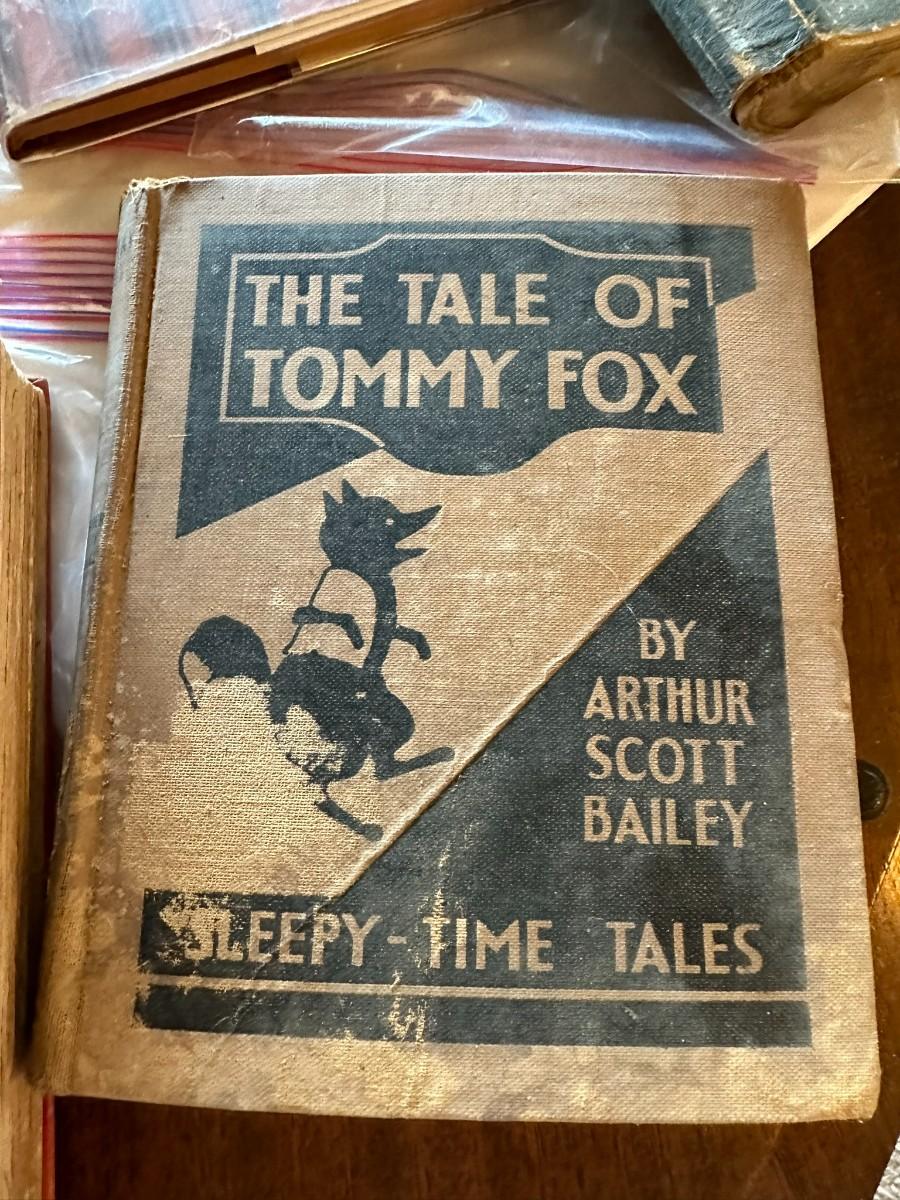 THE TALE OF
TOMMY FOX
BY
ARTHUR
SCOTT
BAILEY
SLEEPY-TIME TALES